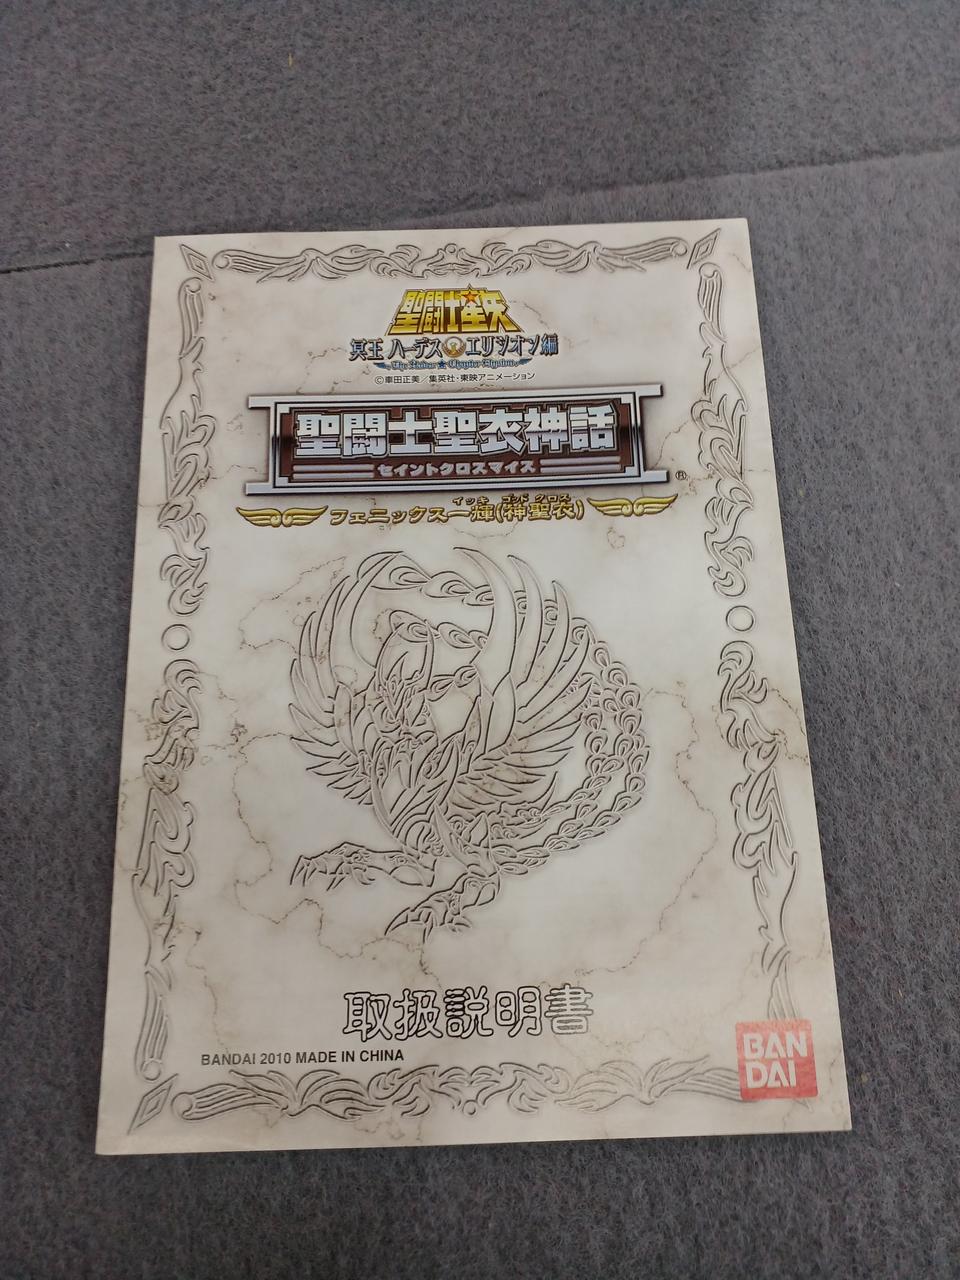 聖闘士星矢
冥王 ハーデス エリシオン編
The Hades ★ Chapter Elysion
©車田正美／集英社・東映アニメーション
聖闘士聖衣神話
セイントクロスマイス
®
イッキ ゴッド クロス
フェニックス一輝(神聖衣)
取扱説明書
BANDAI 2010 MADE IN CHINA
BAN
DAI